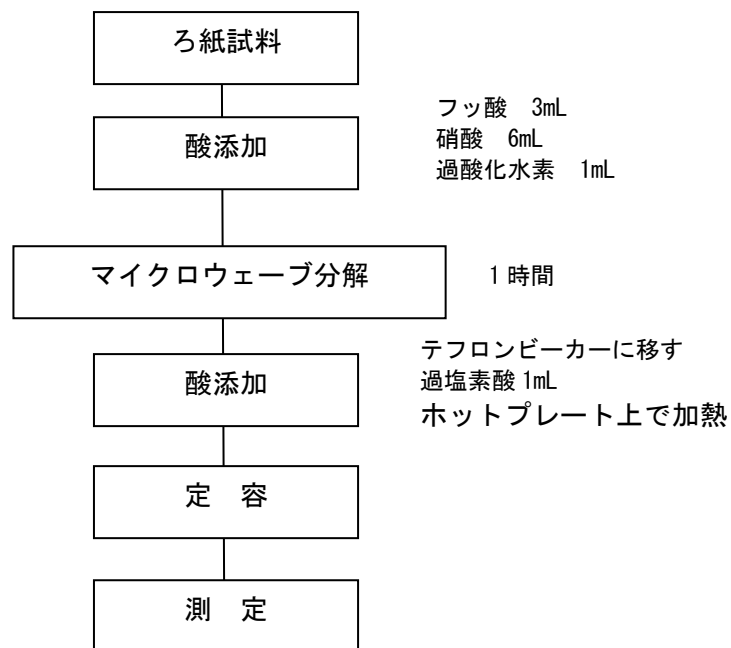 ろ紙試料
フッ酸　3mL
硝酸　6mL
過酸化水素　1mL
酸添加
マイクロウェーブ分解
1時間
テフロンビーカーに移す
過塩素酸1mL
ホットプレート上で加熱
酸添加
定　容
測　定